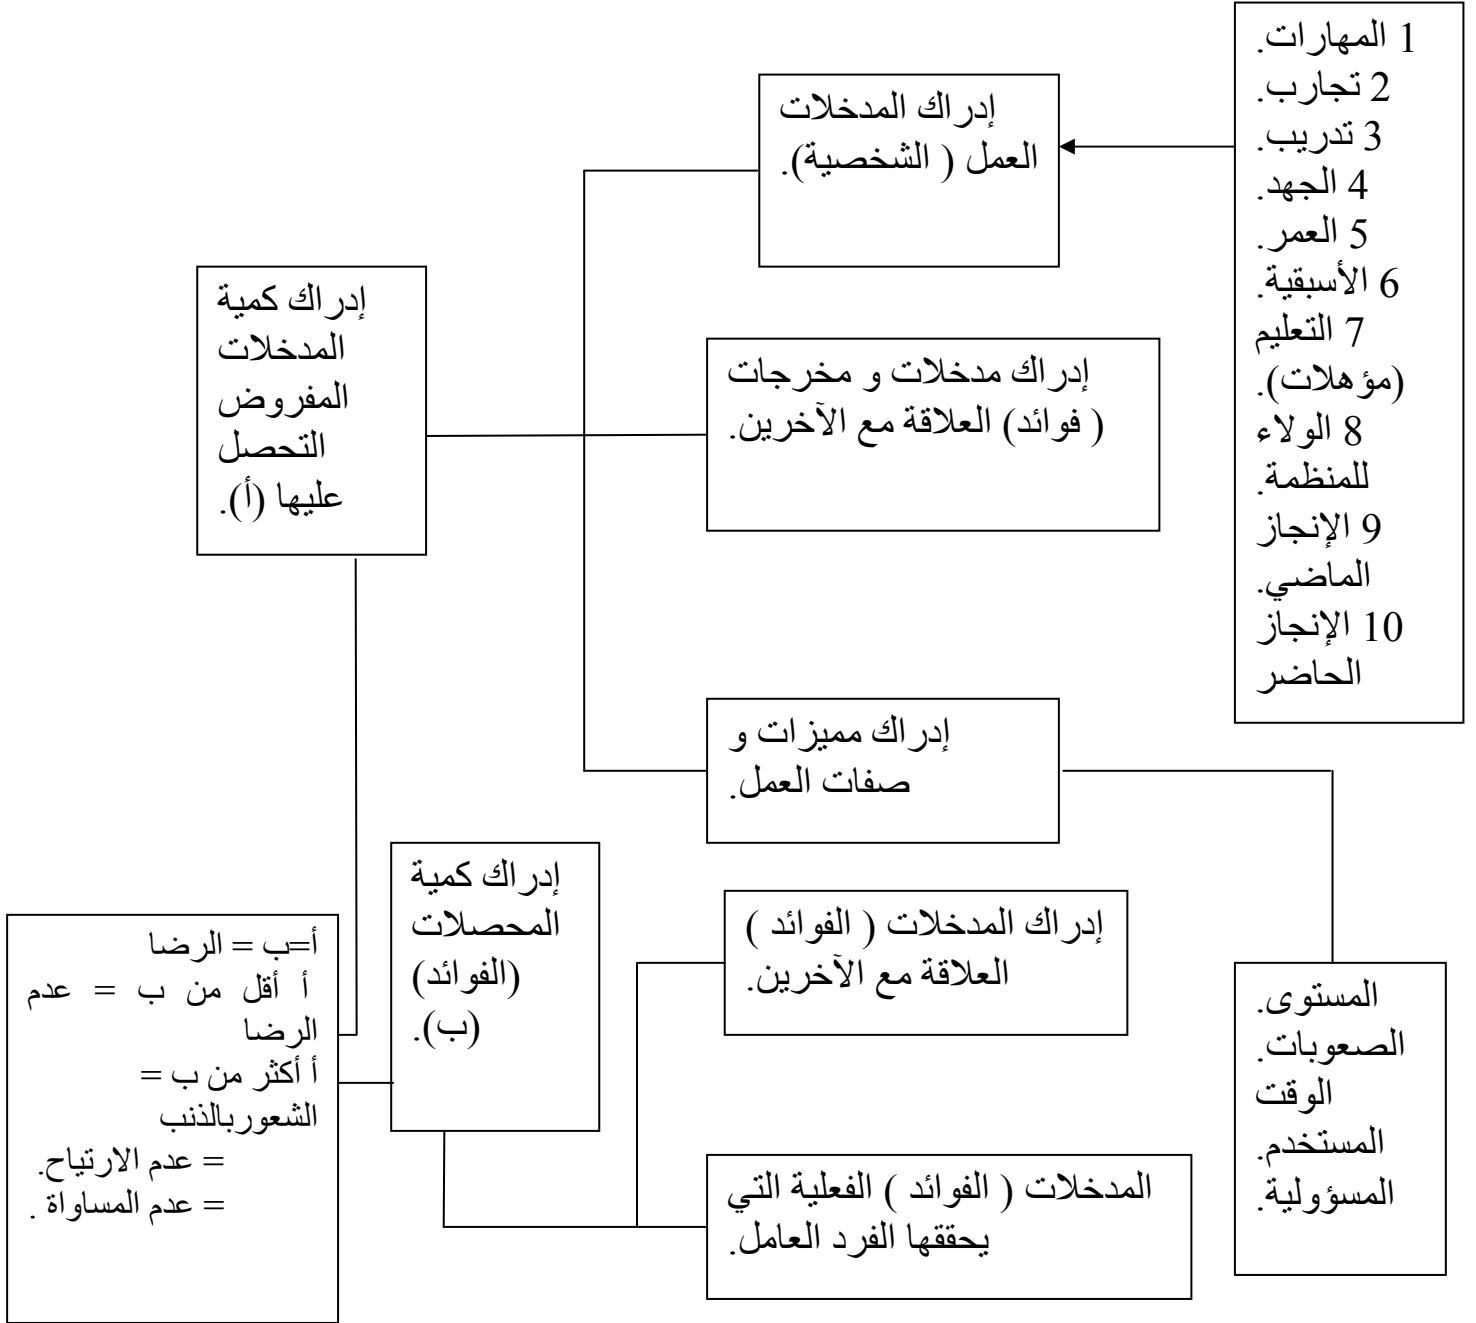 1 المهارات.
2 تجارب.
3 تدريب.
4 الجهد.
5 العمر.
6 الأسبقية.
7 التعليم
(مؤهلات).
8 الولاء
للمنظمة.
9 الإنجاز
الماضي.
10 الإنجاز
الحاضر
إدراك المدخلات
العمل ( الشخصية).
إدراك كمية
المدخلات
المفروض
التحصل
عليها (أ).
إدراك مدخلات و مخرجات
( فوائد) العلاقة مع الآخرين.
إدراك مميزات و
صفات العمل.
إدراك كمية
المحصلات
(الفوائد)
(ب).
إدراك المدخلات ( الفوائد )
العلاقة مع الآخرين.
المستوى.
الصعوبات.
الوقت
المستخدم.
المسؤولية.
أ=ب = الرضا
أ أقل من ب = عدم
الرضا
أ أكثر من ب =
الشعوربالذنب
= عدم الارتياح.
= عدم المساواة .
المدخلات ( الفوائد ) الفعلية التي
يحققها الفرد العامل.